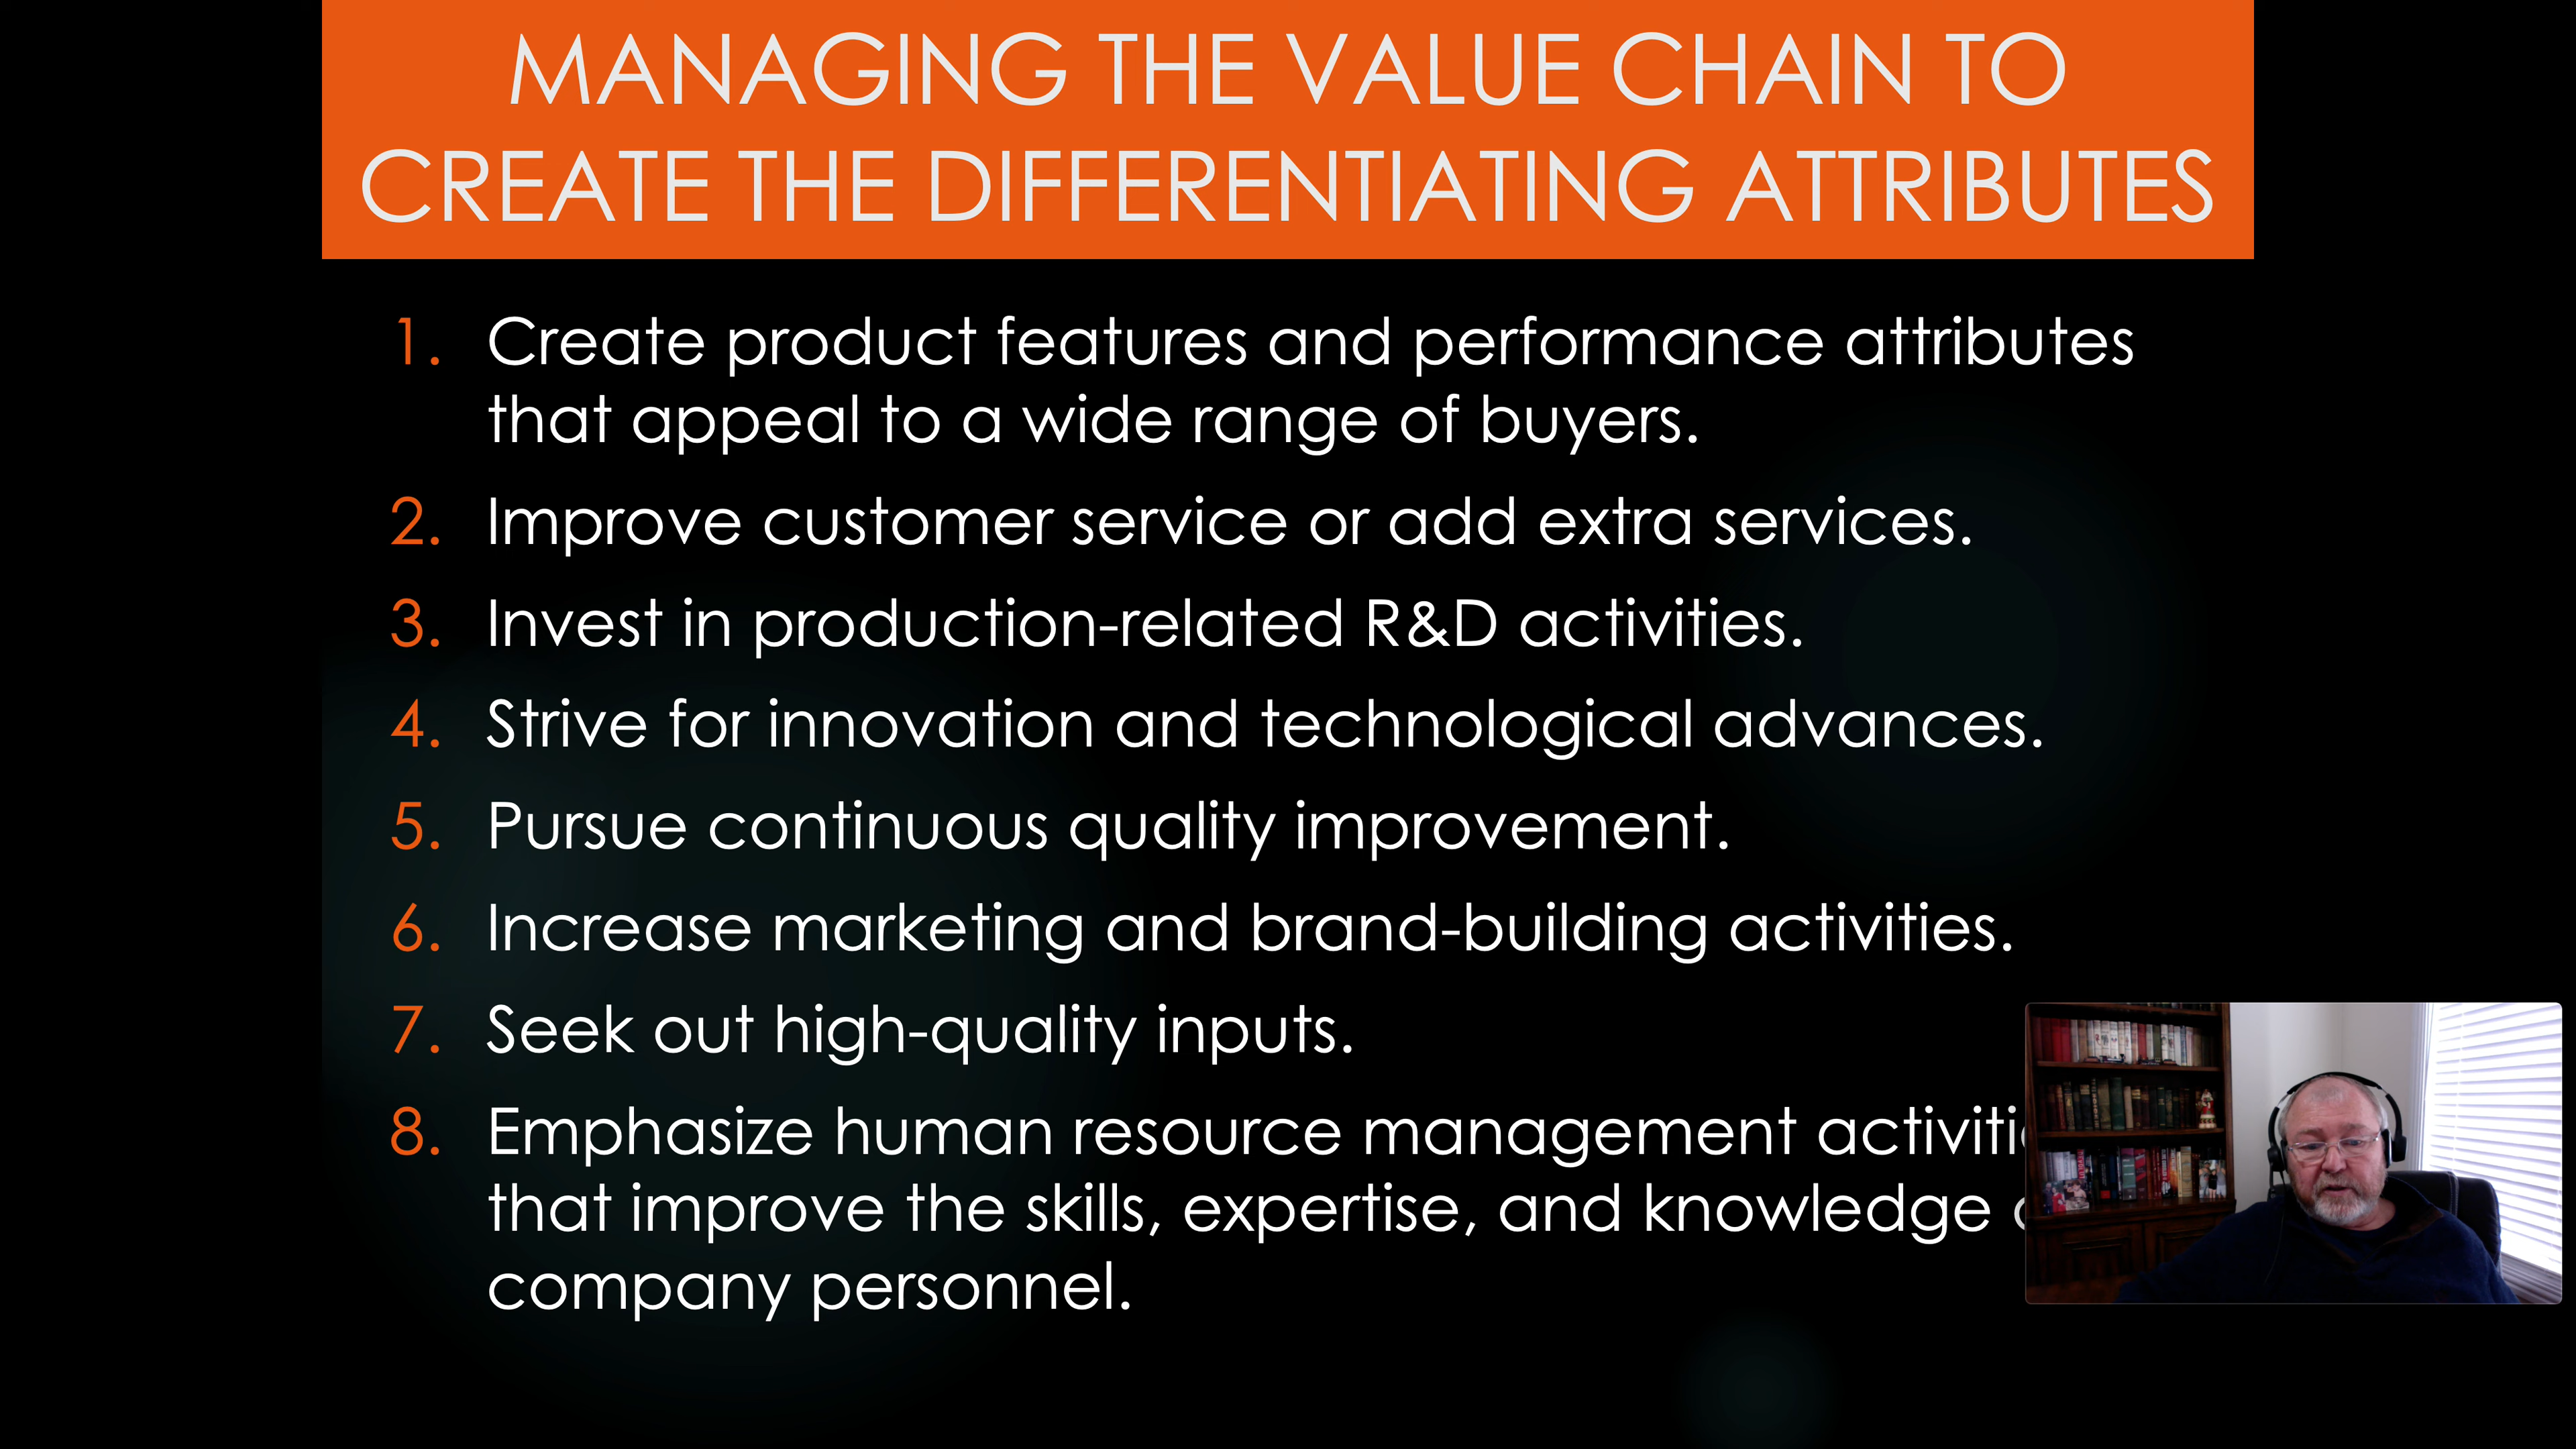 MANAGING THE VALUE CHAIN TO
CREATE THE DIFFERENTIATING ATTRIBUTES
1. Create product features and performance attributes
that appeal to a wide range of buyers.
2. Improve customer service or add extra services.
3. Invest in production-related R&D activities.
4. Strive for innovation and technological advances.
5. Pursue continuous quality improvement.
6. Increase marketing and brand-building activities.
7. Seek out high-quality inputs.
8. Emphasize human resource management
that improve the skills, expertise, and knowledge
company personnel.